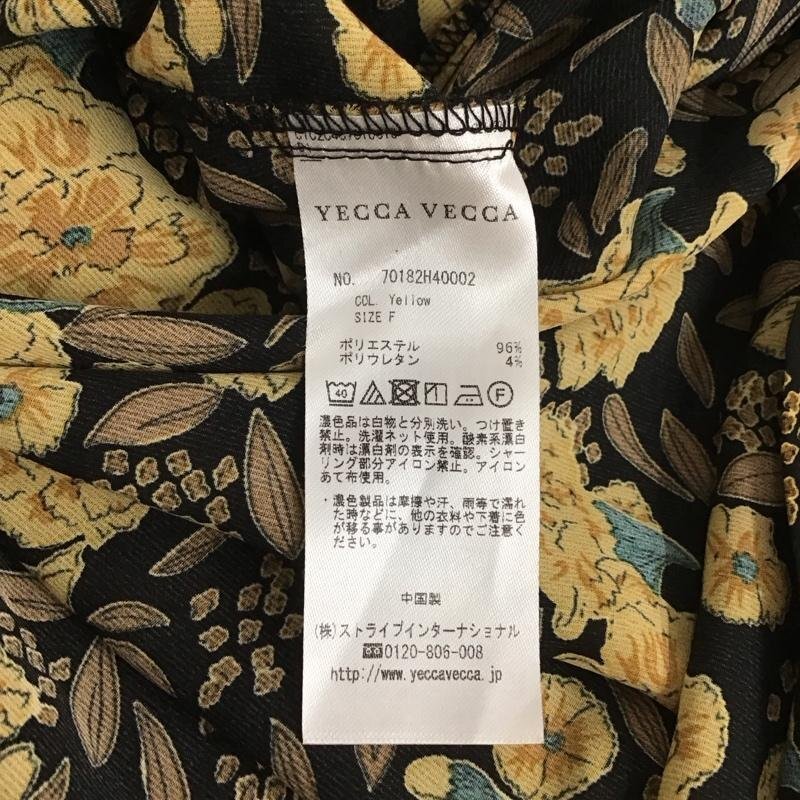 YECCA VECCA
NO. 70182H40002
COL. Yellow
SIZE F
ポリエステル 96%
ポリウレタン 4%
40 F
濃色品は白物と分別洗い。つけ置き
禁止。洗濯ネット使用。酸素系漂白
剤時は漂白剤の表示を確認。シャー
リング部分アイロン禁止。アイロン
あて布使用。
・濃色製品は摩擦や汗、雨等で濡れ
た時などに、他の衣料や下着に色
が移る事がありますのでご注意く
ださい。
中国製
(株)ストライプインターナショナル
0120-806-008
http://www.yeccavecca.jp